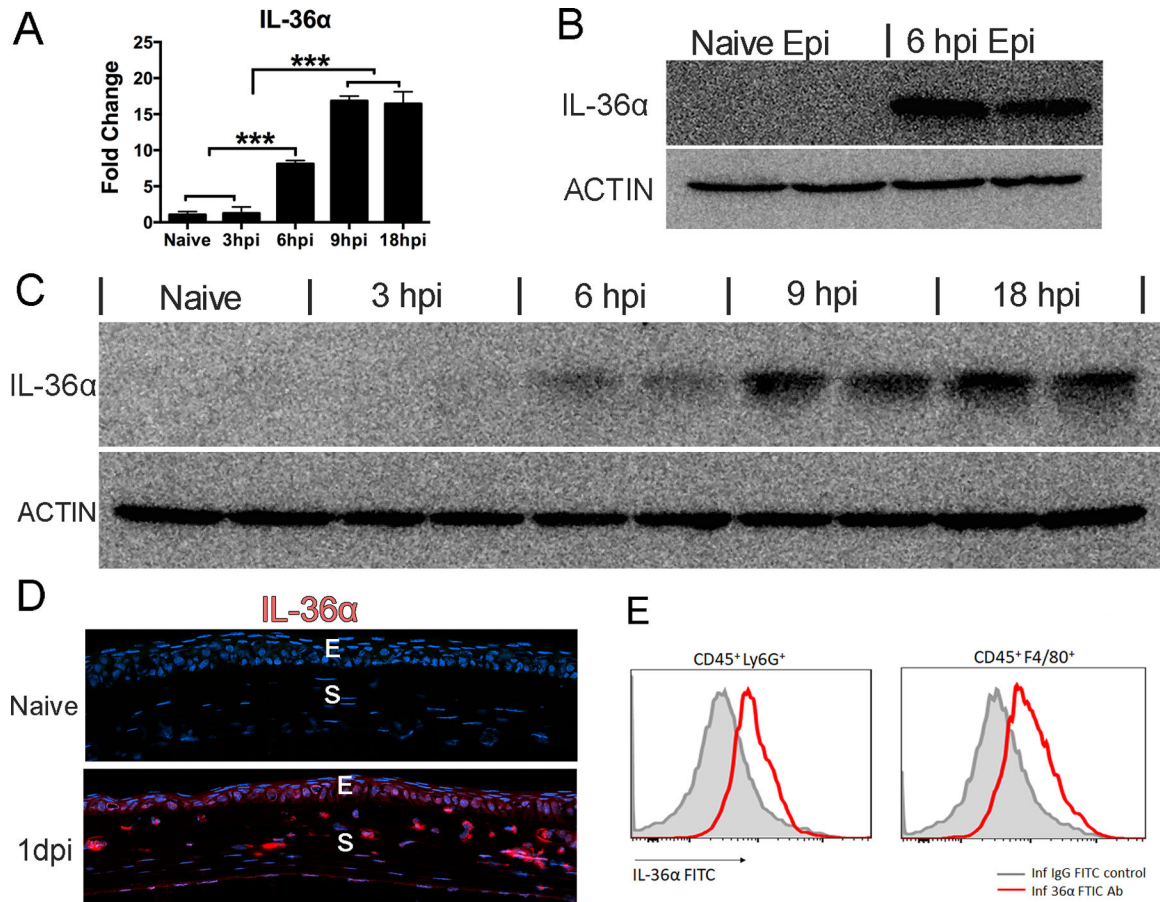 A
IL-36α
Fold Change
25
20
15
10
5
0
***
***
Naive 3hpi 6hpi 9hpi 18hpi
B
Naive Epi | 6 hpi Epi
IL-36α
ACTIN
C
| Naive | 3 hpi | 6 hpi | 9 hpi | 18 hpi |
IL-36α
ACTIN
D
IL-36α
Naive
E
S
1dpi
E
S
E
CD45⁺ Ly6G⁺
CD45⁺ F4/80⁺
IL-36α FITC
Inf IgG FITC control
Inf 36α FTIC Ab